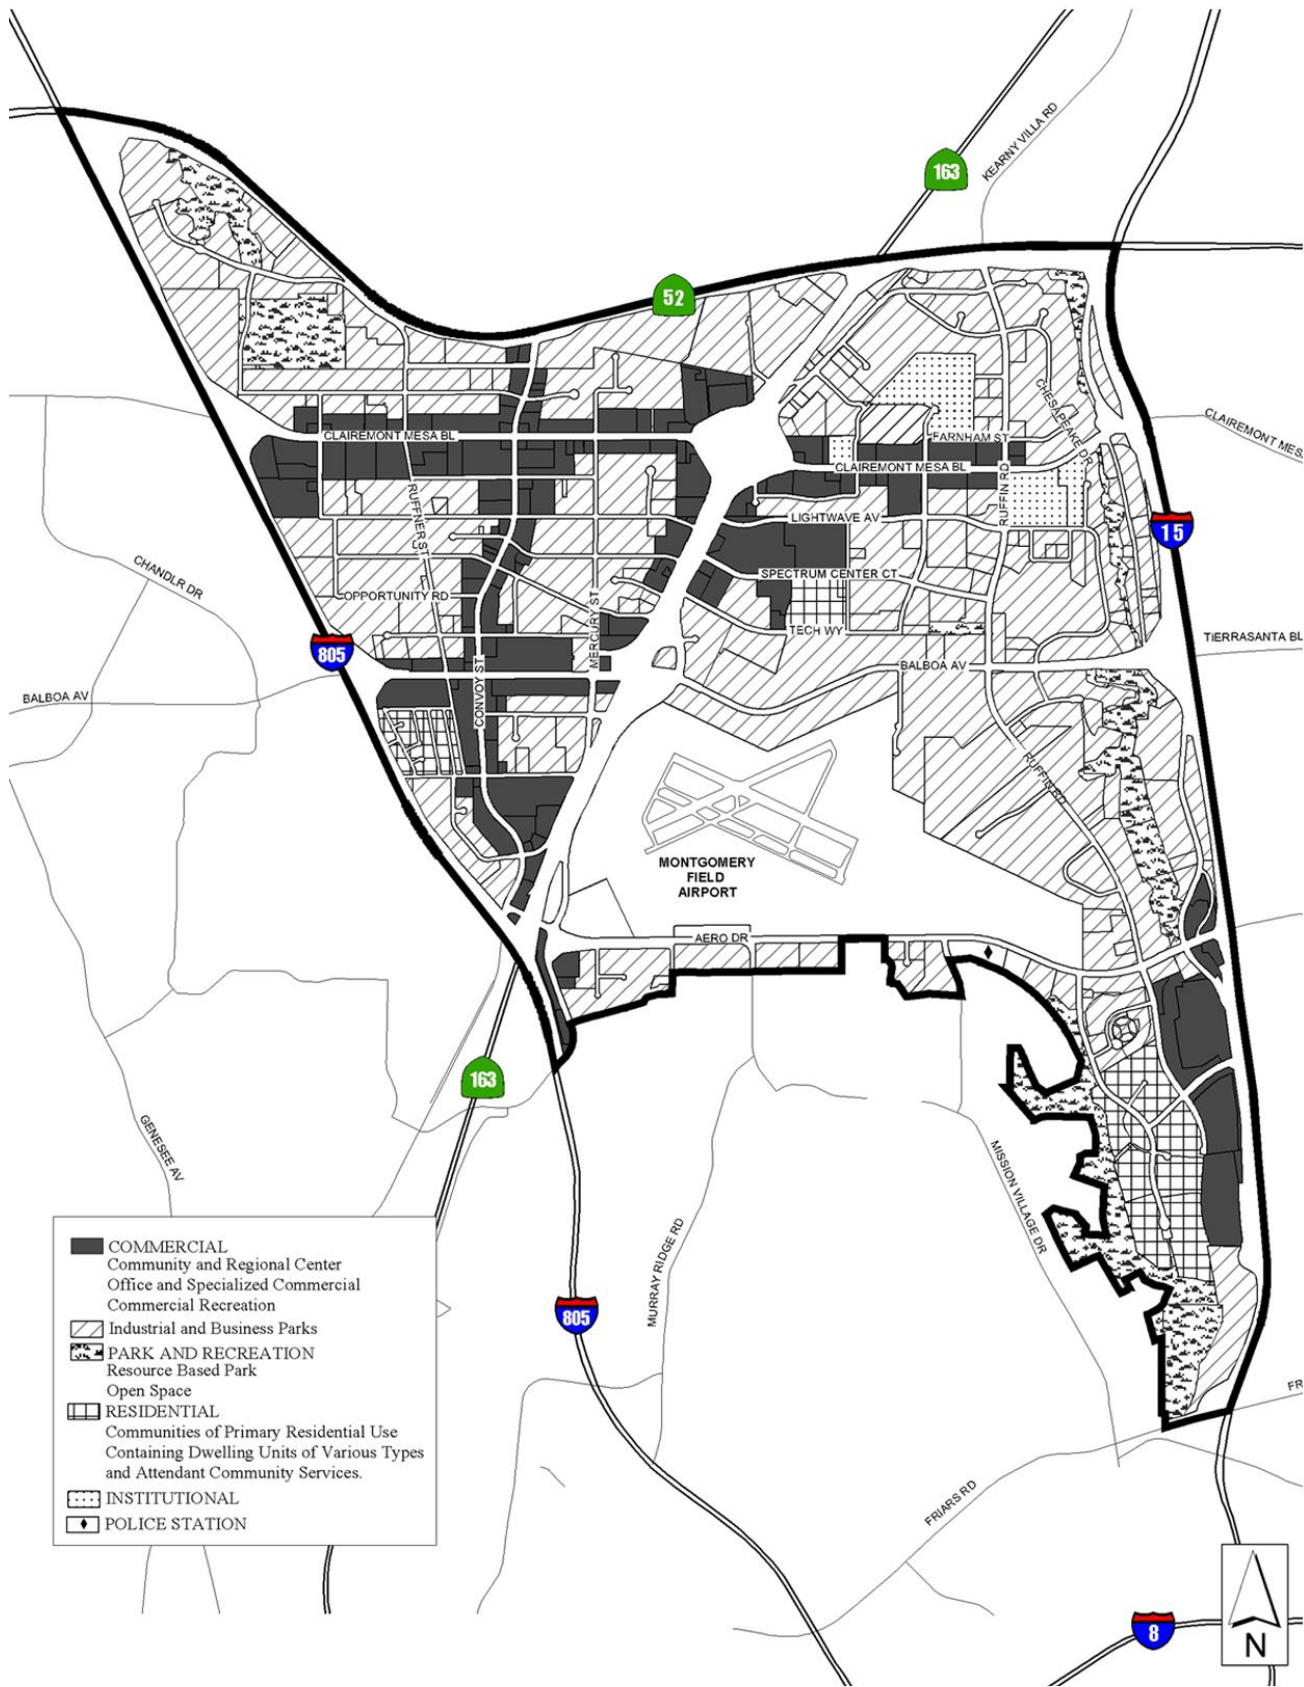 KEARNY VILLA RD
163
52
CHESAPEAKE DR
CLAIREMONT MES
CLAIREMONT MESA BL
FARNHAM ST
CLAIREMONT MESA BL
RUFFIN RD
RUFFNER ST
LIGHTWAVE AV
15
CHANDLR DR
SPECTRUM CENTER CT
OPPORTUNITY RD
MERCURY ST
TECH WY
TIERRASANTA BL
805
BALBOA AV
CONVOY ST
BALBOA AV
RUFFIN RD
MONTGOMERY
FIELD
AIRPORT
AERO DR
163
GENESEE AV
MISSION VILLAGE DR
MURRAY RIDGE RD
805
FR
FRIARS RD
8
N
COMMERCIAL
Community and Regional Center
Office and Specialized Commercial
Commercial Recreation
Industrial and Business Parks
PARK AND RECREATION
Resource Based Park
Open Space
RESIDENTIAL
Communities of Primary Residential Use
Containing Dwelling Units of Various Types
and Attendant Community Services.
INSTITUTIONAL
POLICE STATION